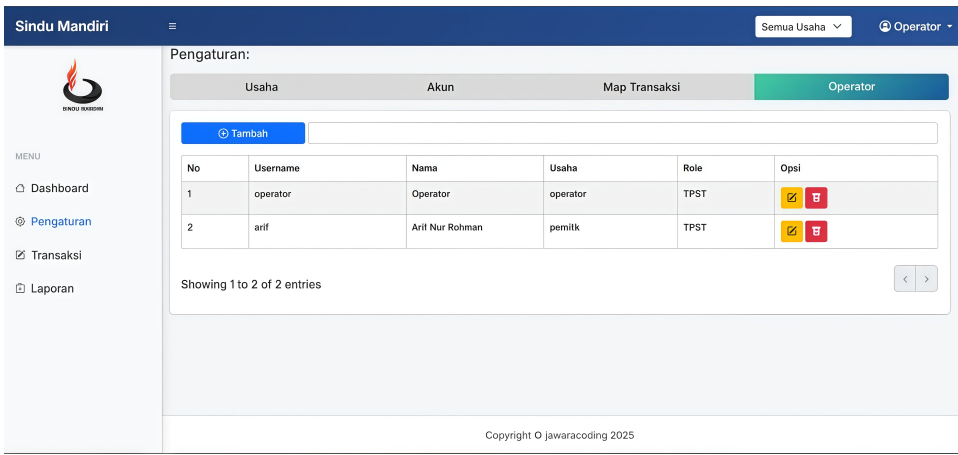 Sindu Mandiri
Semua Usaha
Operator
Pengaturan:
Usaha Akun Map Transaksi Operator
Tambah
MENU
Dashboard
Pengaturan
Transaksi
Laporan
No Username Nama Usaha Role Opsi
1 operator Operator operator TPST
2 arif Arif Nur Rohman pemitk TPST
Showing 1 to 2 of 2 entries
Copyright O jawaracoding 2025